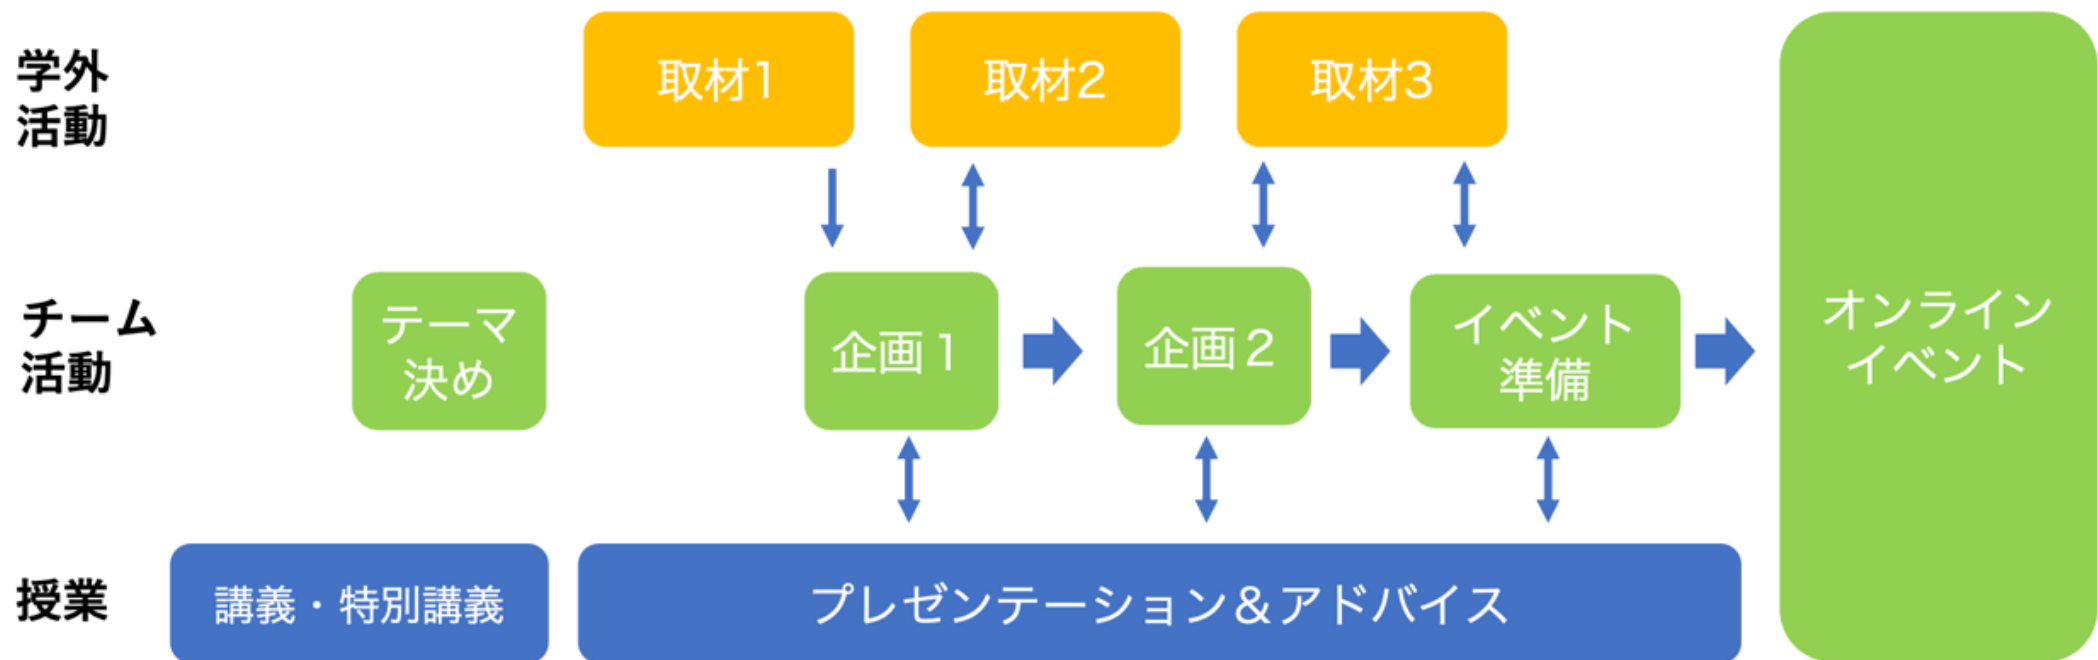 学外
活動
取材1
取材2
取材3
チーム
活動
テーマ
決め
企画１
企画２
イベント
準備
オンライン
イベント
授業
講義・特別講義
プレゼンテーション＆アドバイス